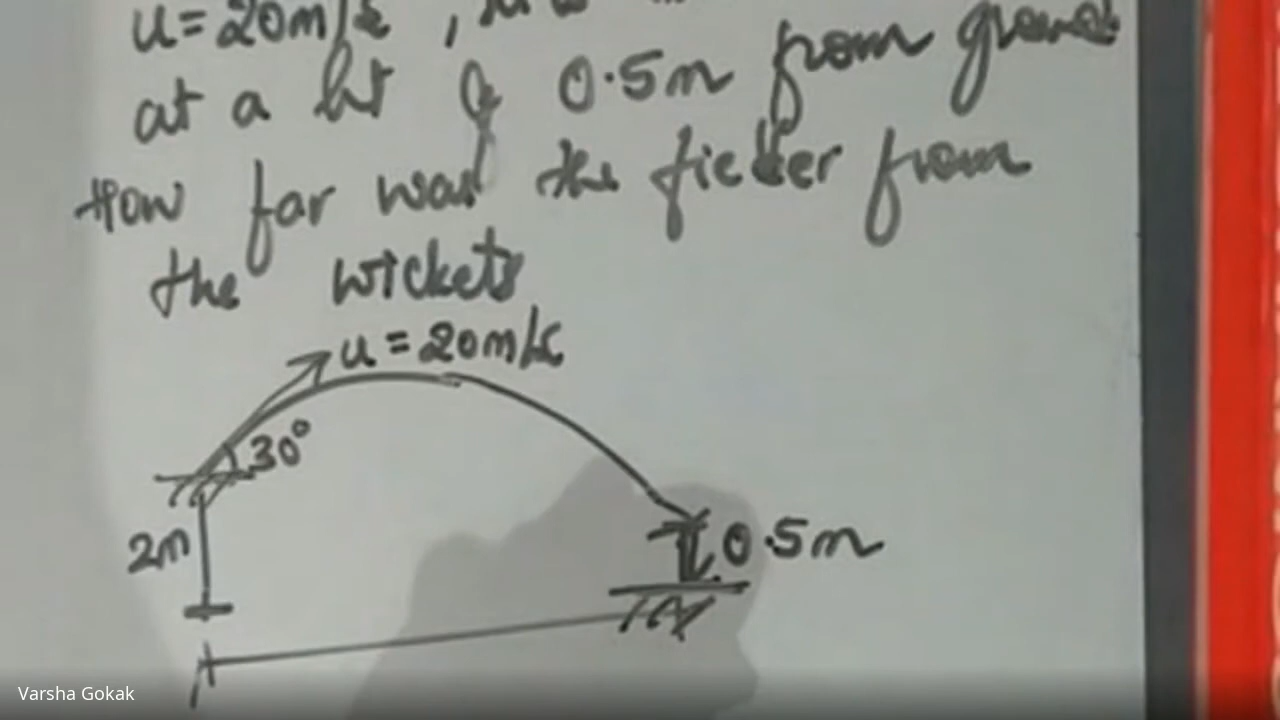 u=20m/s ,
at a ht of 0.5m from ground
How far was the fielder from
the wickets
u = 20m/s
30°
2m
0.5m
Varsha Gokak